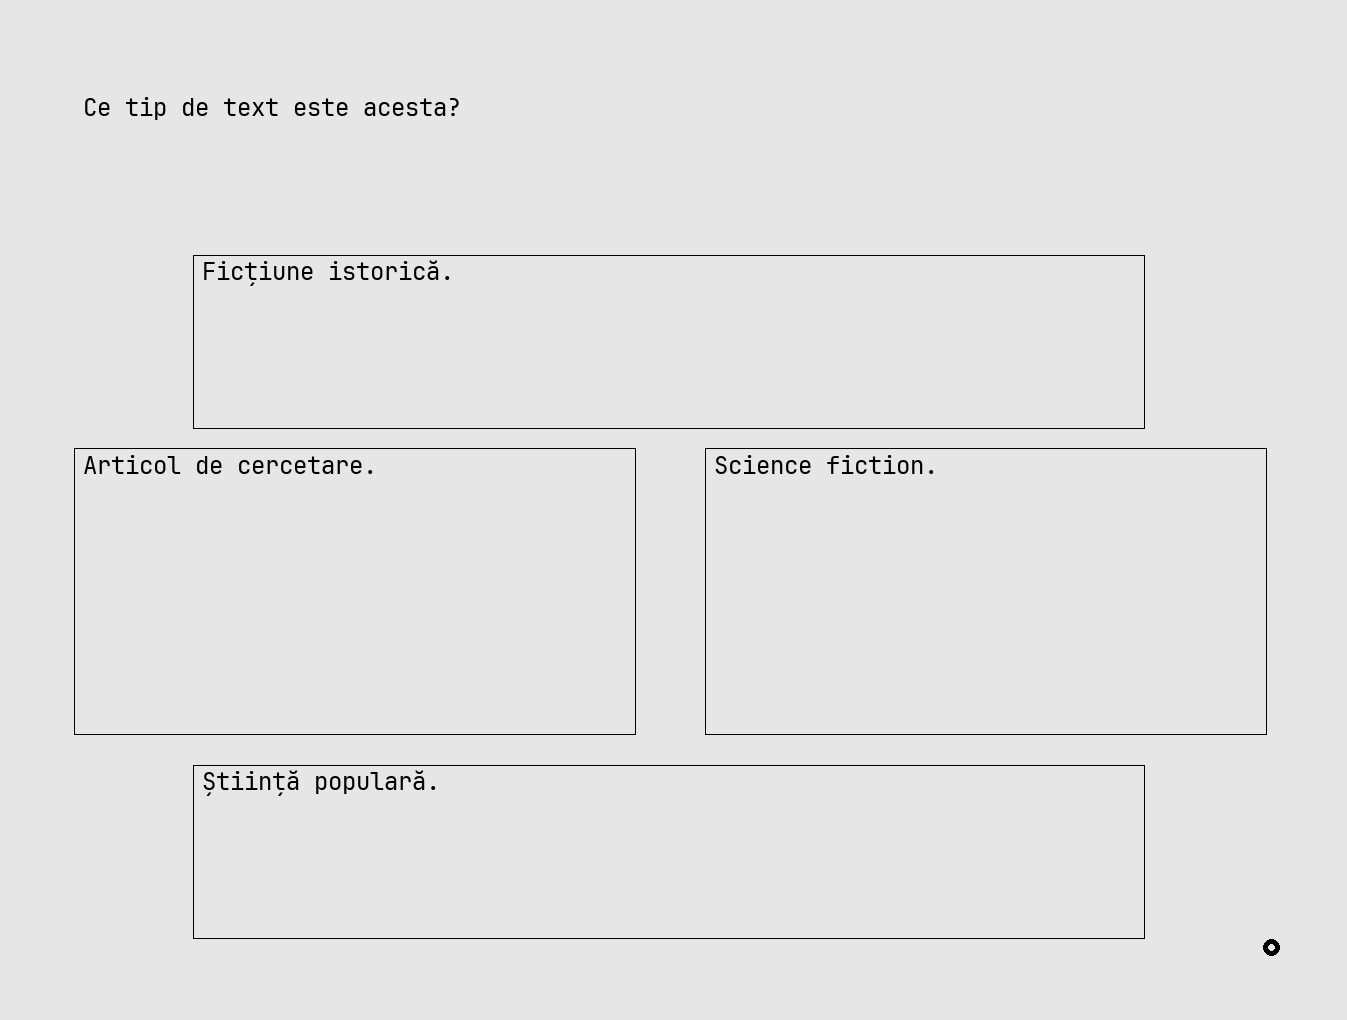 Ce tip de text este acesta?
Ficțiune istorică.
Articol de cercetare.
Science fiction.
Știință populară.